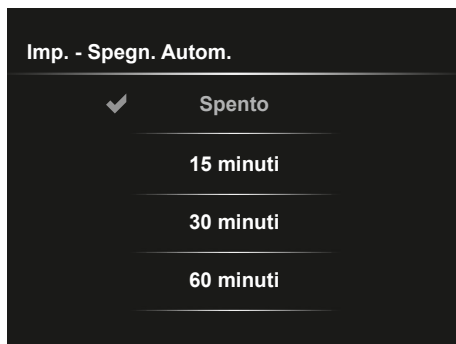 Imp. - Spegn. Autom.
Spento
15 minuti
30 minuti
60 minuti